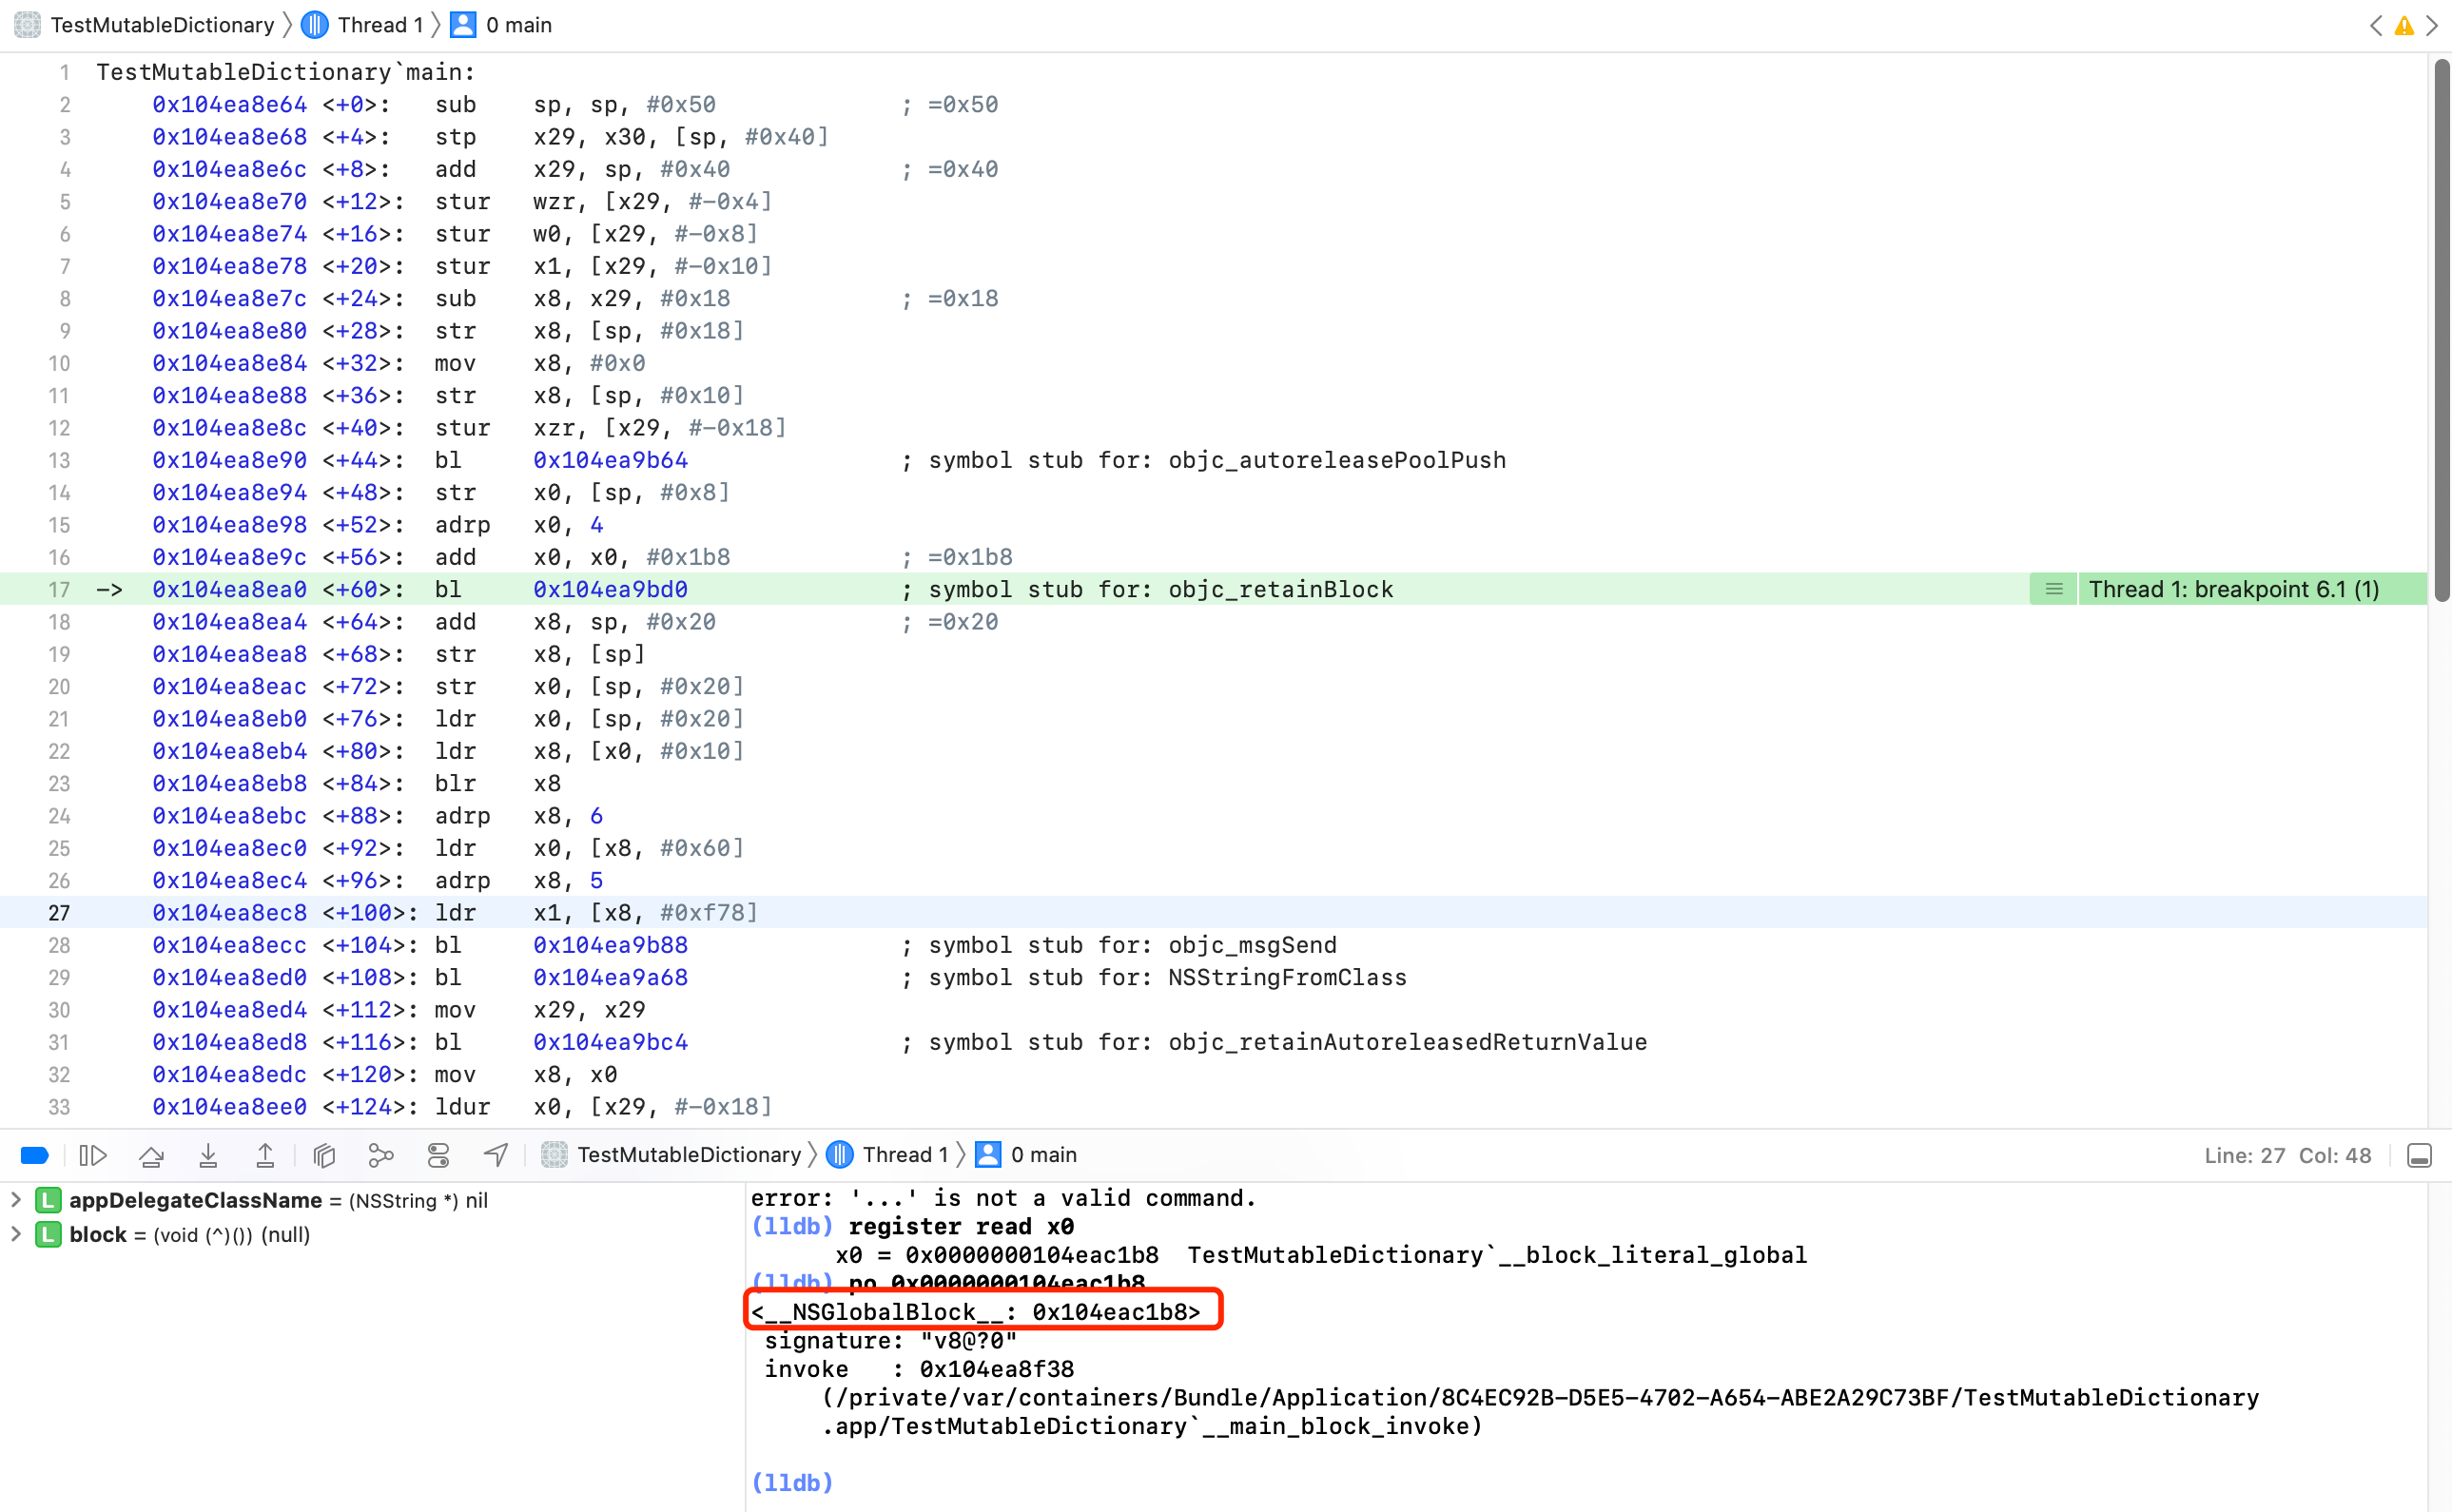 TestMutableDictionary 〉 Thread 1 〉 0 main
1 TestMutableDictionary`main:
2 0x104ea8e64 <+0>: sub sp, sp, #0x50 ; =0x50
3 0x104ea8e68 <+4>: stp x29, x30, [sp, #0x40]
4 0x104ea8e6c <+8>: add x29, sp, #0x40 ; =0x40
5 0x104ea8e70 <+12>: stur wzr, [x29, #-0x4]
6 0x104ea8e74 <+16>: stur w0, [x29, #-0x8]
7 0x104ea8e78 <+20>: stur x1, [x29, #-0x10]
8 0x104ea8e7c <+24>: sub x8, x29, #0x18 ; =0x18
9 0x104ea8e80 <+28>: str x8, [sp, #0x18]
10 0x104ea8e84 <+32>: mov x8, #0x0
11 0x104ea8e88 <+36>: str x8, [sp, #0x10]
12 0x104ea8e8c <+40>: stur xzr, [x29, #-0x18]
13 0x104ea8e90 <+44>: bl 0x104ea9b64 ; symbol stub for: objc_autoreleasePoolPush
14 0x104ea8e94 <+48>: str x0, [sp, #0x8]
15 0x104ea8e98 <+52>: adrp x0, 4
16 0x104ea8e9c <+56>: add x0, x0, #0x1b8 ; =0x1b8
17 -> 0x104ea8ea0 <+60>: bl 0x104ea9bd0 ; symbol stub for: objc_retainBlock Thread 1: breakpoint 6.1 (1)
18 0x104ea8ea4 <+64>: add x8, sp, #0x20 ; =0x20
19 0x104ea8ea8 <+68>: str x8, [sp]
20 0x104ea8eac <+72>: str x0, [sp, #0x20]
21 0x104ea8eb0 <+76>: ldr x0, [sp, #0x20]
22 0x104ea8eb4 <+80>: ldr x8, [x0, #0x10]
23 0x104ea8eb8 <+84>: blr x8
24 0x104ea8ebc <+88>: adrp x8, 6
25 0x104ea8ec0 <+92>: ldr x0, [x8, #0x60]
26 0x104ea8ec4 <+96>: adrp x8, 5
27 0x104ea8ec8 <+100>: ldr x1, [x8, #0xf78]
28 0x104ea8ecc <+104>: bl 0x104ea9b88 ; symbol stub for: objc_msgSend
29 0x104ea8ed0 <+108>: bl 0x104ea9a68 ; symbol stub for: NSStringFromClass
30 0x104ea8ed4 <+112>: mov x29, x29
31 0x104ea8ed8 <+116>: bl 0x104ea9bc4 ; symbol stub for: objc_retainAutoreleasedReturnValue
32 0x104ea8edc <+120>: mov x8, x0
33 0x104ea8ee0 <+124>: ldur x0, [x29, #-0x18]
TestMutableDictionary 〉 Thread 1 〉 0 main Line: 27 Col: 48
L appDelegateClassName = (NSString *) nil
L block = (void (^)()) (null)
error: '...' is not a valid command.
(lldb) register read x0
x0 = 0x0000000104eac1b8 TestMutableDictionary`__block_literal_global
(lldb) po 0x0000000104eac1b8
<__NSGlobalBlock__: 0x104eac1b8>
signature: "v8@?0"
invoke : 0x104ea8f38
(/private/var/containers/Bundle/Application/8C4EC92B-D5E5-4702-A654-ABE2A29C73BF/TestMutableDictionary
.app/TestMutableDictionary`__main_block_invoke)
(lldb)